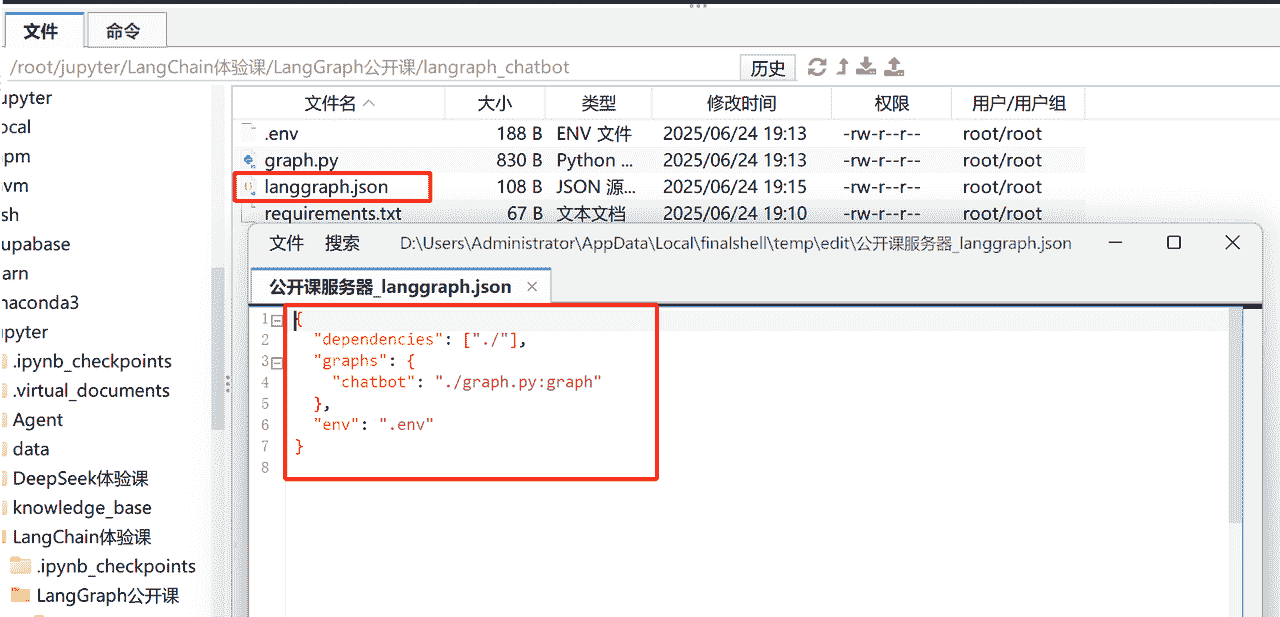 文件 命令
/root/jupyter/LangChain体验课/LangGraph公开课/langraph_chatbot 历史
文件名 大小 类型 修改时间 权限 用户/用户组
.env 188 B ENV 文件 2025/06/24 19:13 -rw-r--r-- root/root
graph.py 830 B Python ... 2025/06/24 19:13 -rw-r--r-- root/root
langgraph.json 108 B JSON 源... 2025/06/24 19:15 -rw-r--r-- root/root
requirements.txt 67 B 文本文档 2025/06/24 19:10 -rw-r--r-- root/root
upyter
ocal
pm
vm
sh
upabase
arn
naconda3
upyter
.ipynb_checkpoints
.virtual_documents
Agent
data
DeepSeek体验课
knowledge_base
LangChain体验课
.ipynb_checkpoints
LangGraph公开课
文件 搜索 D:\Users\Administrator\AppData\Local\finalshell\temp\edit\公开课服务器_langgraph.json
公开课服务器_langgraph.json
1 {
2 "dependencies": ["./"],
3 "graphs": {
4 "chatbot": "./graph.py:graph"
5 },
6 "env": ".env"
7 }
8